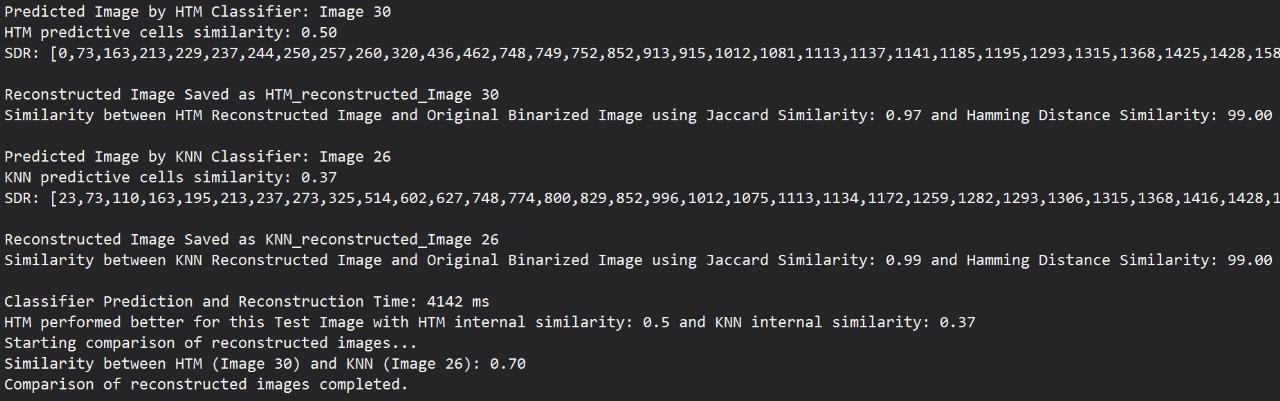 Predicted Image by HTM Classifier: Image 30
HTM predictive cells similarity: 0.50
SDR: [0,73,163,213,229,237,244,250,257,260,320,436,462,748,749,752,852,913,915,1012,1081,1113,1137,1141,1185,1195,1293,1315,1368,1425,1428,158
Reconstructed Image Saved as HTM_reconstructed_Image 30
Similarity between HTM Reconstructed Image and Original Binarized Image using Jaccard Similarity: 0.97 and Hamming Distance Similarity: 99.00
Predicted Image by KNN Classifier: Image 26
KNN predictive cells similarity: 0.37
SDR: [23,73,110,163,195,213,237,273,325,514,602,627,748,774,800,829,852,996,1012,1075,1113,1134,1172,1259,1282,1293,1306,1315,1368,1416,1428,1
Reconstructed Image Saved as KNN_reconstructed_Image 26
Similarity between KNN Reconstructed Image and Original Binarized Image using Jaccard Similarity: 0.99 and Hamming Distance Similarity: 99.00
Classifier Prediction and Reconstruction Time: 4142 ms
HTM performed better for this Test Image with HTM internal similarity: 0.5 and KNN internal similarity: 0.37
Starting comparison of reconstructed images...
Similarity between HTM (Image 30) and KNN (Image 26): 0.70
Comparison of reconstructed images completed.